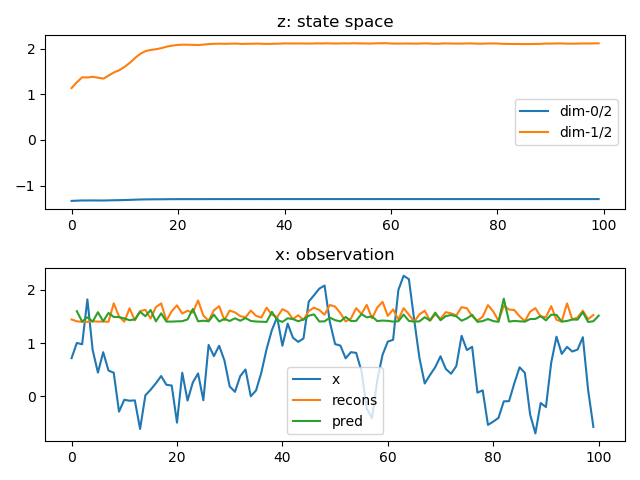 z: state space
2
1
0
−1
dim-0/2
dim-1/2
0 20 40 60 80 100
x: observation
2
1
0
x
recons
pred
0 20 40 60 80 100